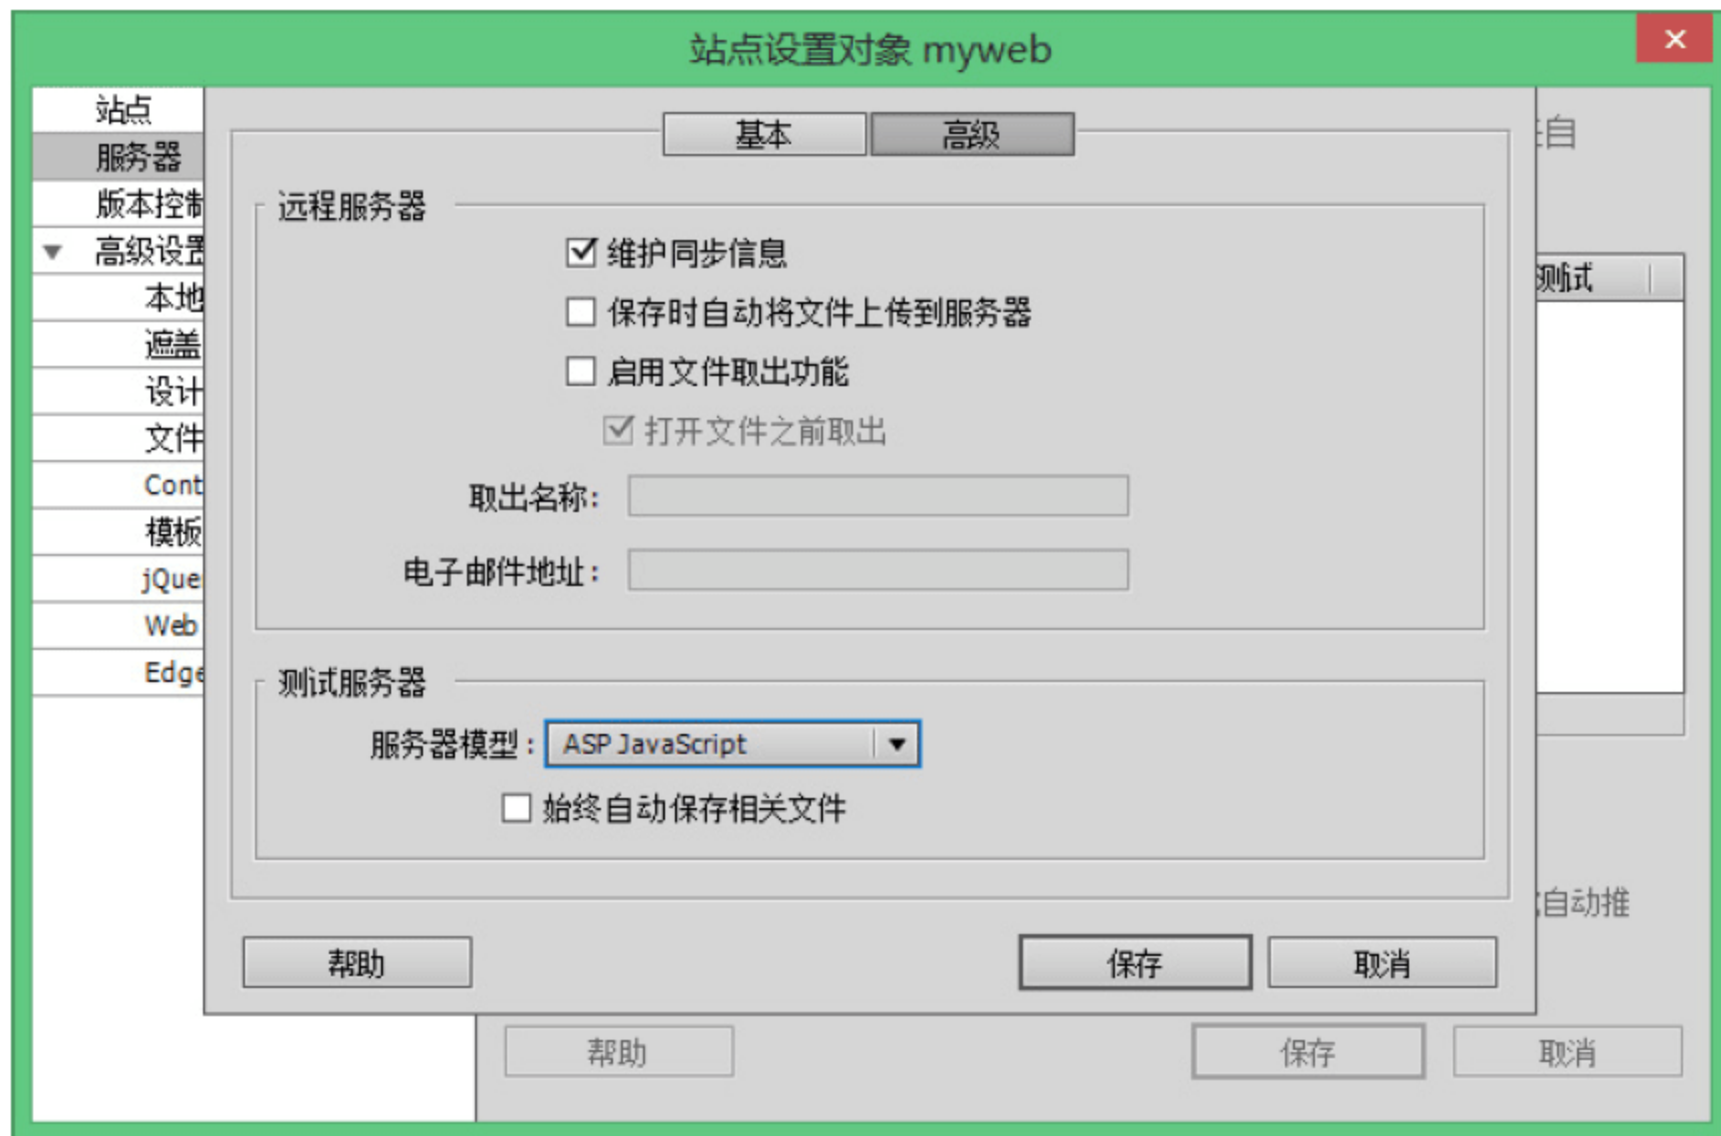 站点设置对象 myweb
站点
服务器
版本控制
高级设置
本地
遮盖
设计
文件
Cont
模板
jQue
Web
Edge
基本
高级
远程服务器
维护同步信息
保存时自动将文件上传到服务器
启用文件取出功能
打开文件之前取出
取出名称:
电子邮件地址:
测试服务器
服务器模型: ASP JavaScript
始终自动保存相关文件
帮助
保存
取消
自
测试
自动推
帮助
保存
取消